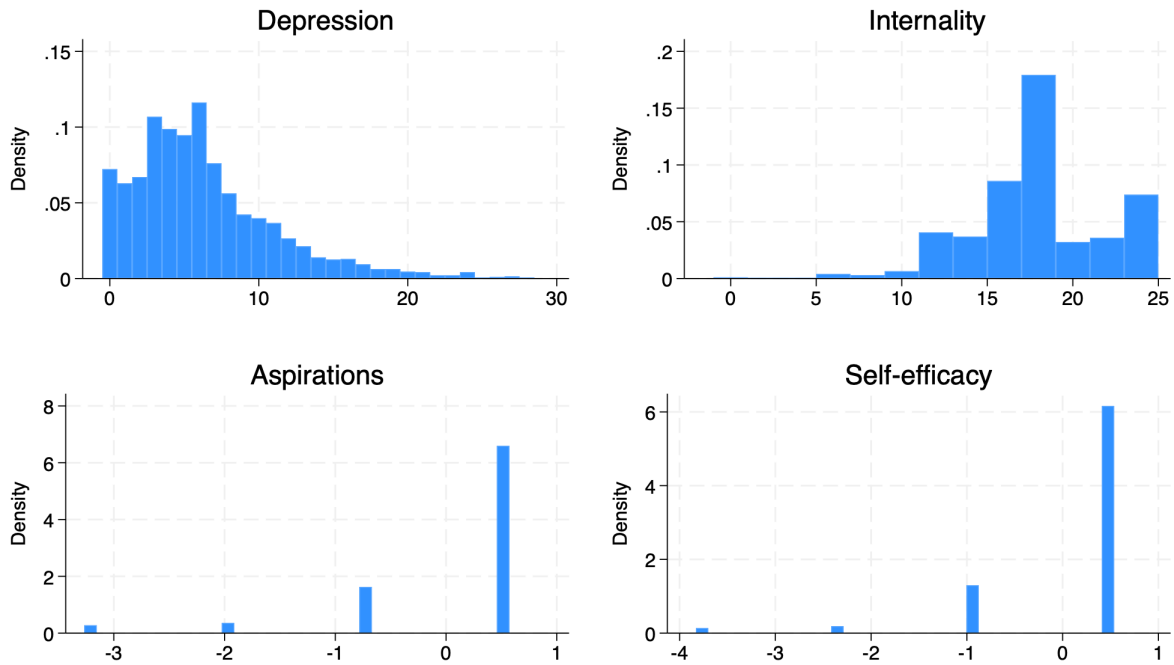 Depression
Density
.15
.1
.05
0
0 10 20 30
Internality
Density
.2
.15
.1
.05
0
0 5 10 15 20 25
Aspirations
Density
8
6
4
2
0
-3 -2 -1 0 1
Self-efficacy
Density
6
4
2
0
-4 -3 -2 -1 0 1